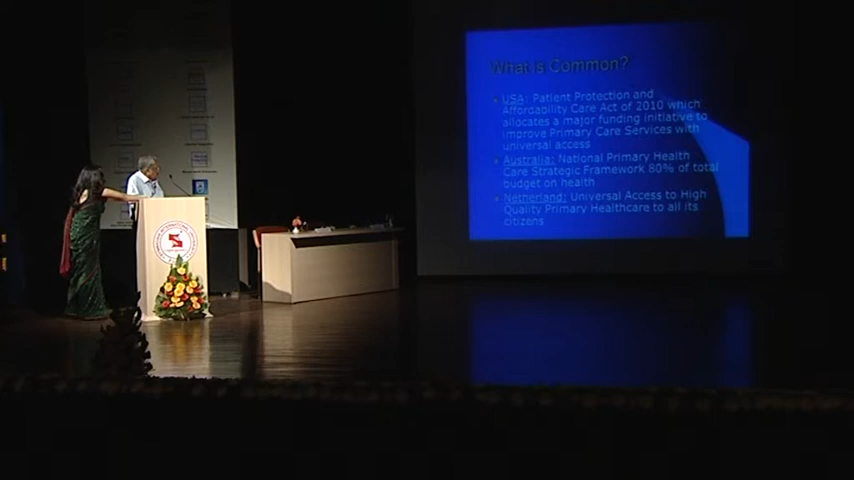 What is Common?
USA: Patient Protection and
Affordability Care Act of 2010 which
allocates a major funding initiative to
improve Primary Care Services with
universal access
Australia: National Primary Health
Care Strategic Framework 80% of total
budget on health
Netherland: Universal Access to High
Quality Primary Healthcare to all its
citizens